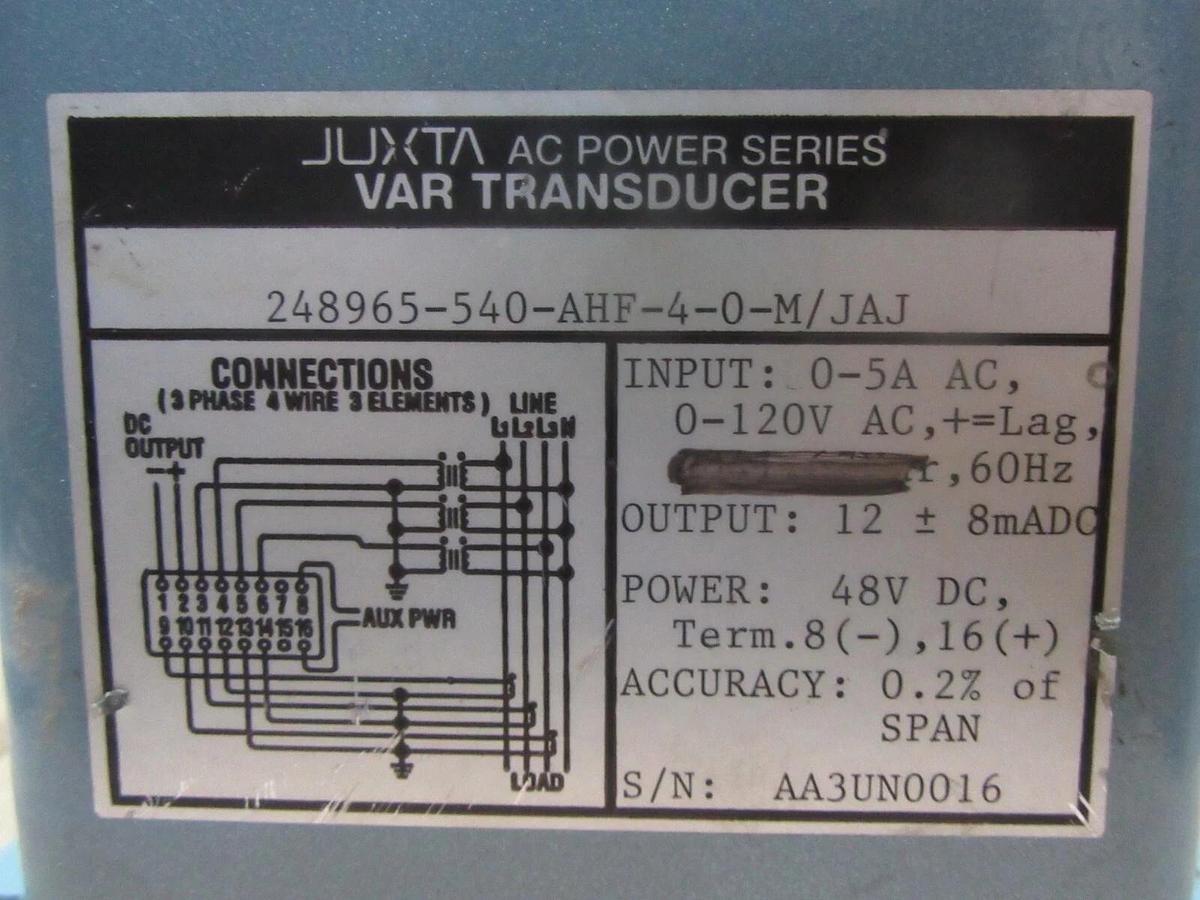 JUXTA AC POWER SERIES
VAR TRANSDUCER
248965-540-AHF-4-0-M/JAJ
CONNECTIONS
(3 PHASE 4 WIRE 3 ELEMENTS) LINE
DC
OUTPUT
L1 L2 L3 N
- +
1 2 3 4 5 6 7 8
9 10 11 12 13 14 15 16
AUX PWR
LOAD
INPUT: 0-5A AC,
0-120V AC,+=Lag,
r,60Hz
OUTPUT: 12 ± 8mADC
POWER: 48V DC,
Term.8(-),16(+)
ACCURACY: 0.2% of
SPAN
S/N: AA3UN0016